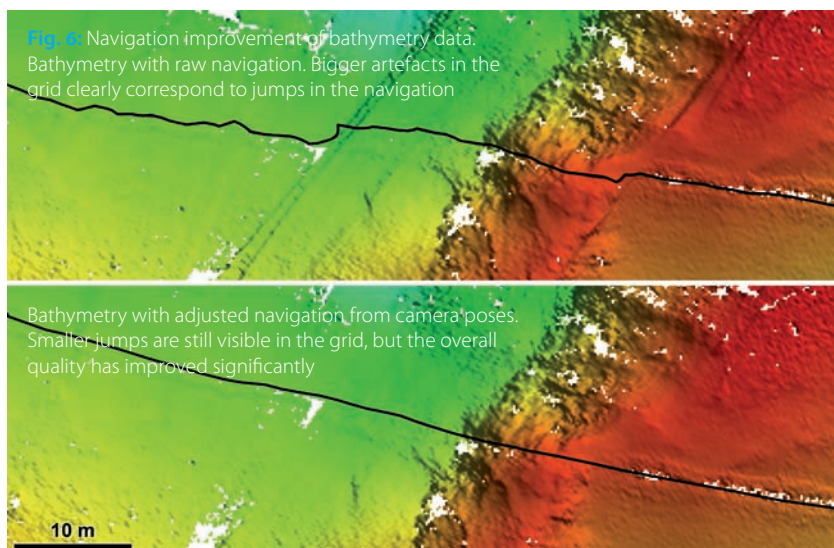 Fig. 6: Navigation improvement of bathymetry data.
Bathymetry with raw navigation. Bigger artefacts in the
grid clearly correspond to jumps in the navigation
Bathymetry with adjusted navigation from camera poses.
Smaller jumps are still visible in the grid, but the overall
quality has improved significantly
10 m